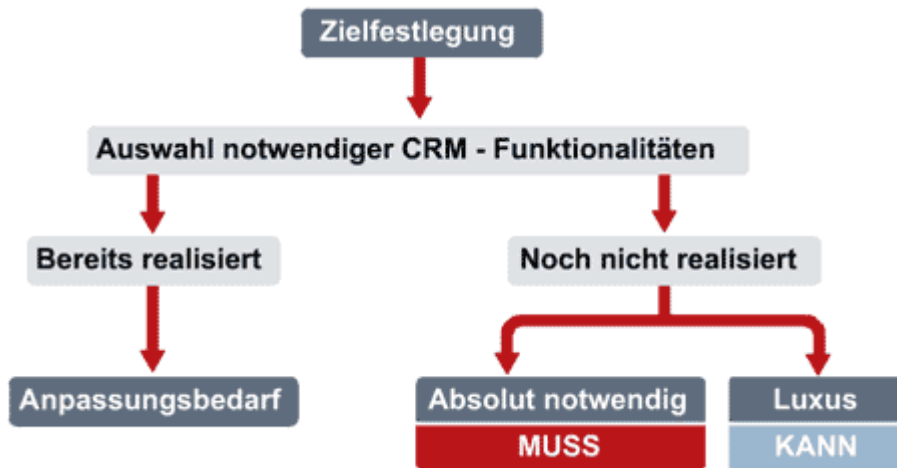 Zielfestlegung
Auswahl notwendiger CRM - Funktionalitäten
Bereits realisiert
Noch nicht realisiert
Anpassungsbedarf
Absolut notwendig
Luxus
MUSS
KANN